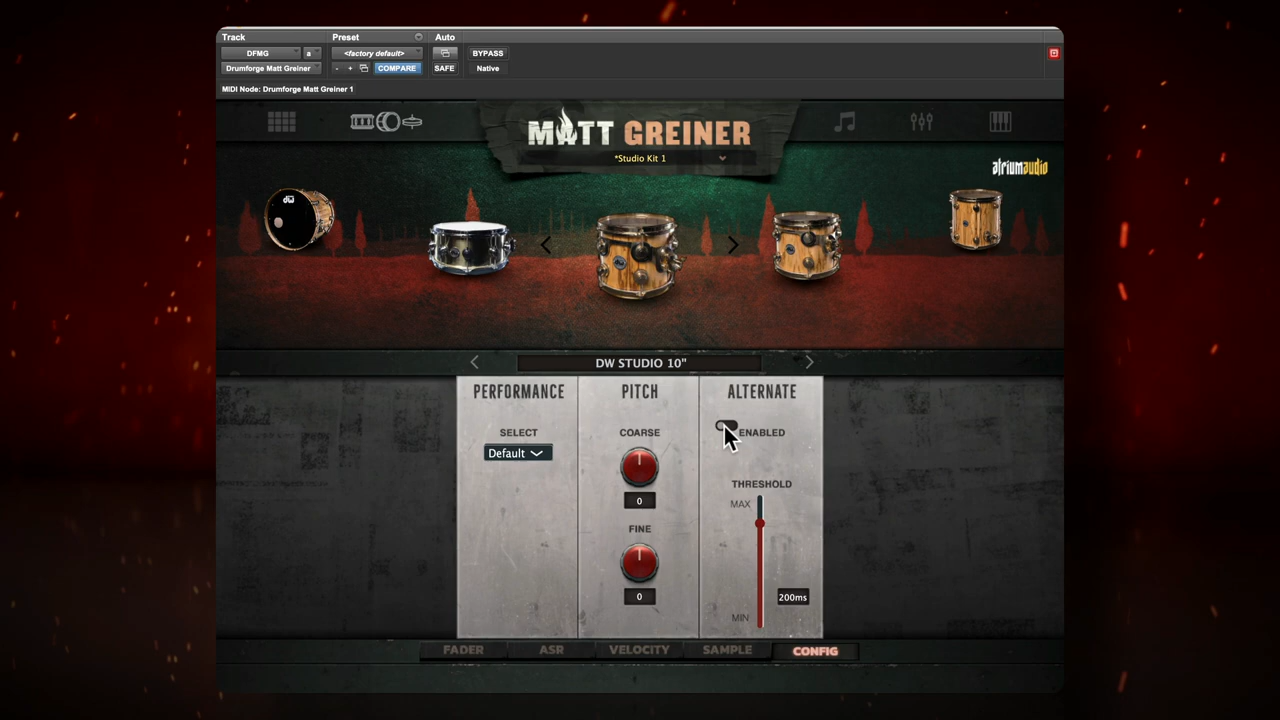 Track Preset Auto
DFMG a <factory default> BYPASS
Drumforge Matt Greiner - + COMPARE SAFE Native
MIDI Node: Drumforge Matt Greiner 1
MATT GREINER
*Studio Kit 1
atriumaudio
dw
DW STUDIO 10"
PERFORMANCE PITCH ALTERNATE
SELECT COARSE ENABLED
Default
THRESHOLD
MAX
0
FINE
0 200ms
MIN
FADER ASR VELOCITY SAMPLE CONFIG